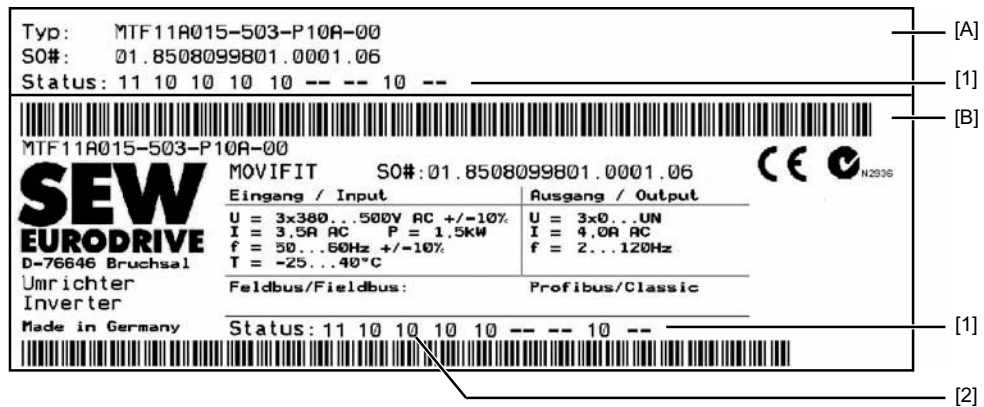 Typ: MTF11A015-503-P10A-00
SO#: 01.8508099801.0001.06
Status: 11 10 10 10 10 -- -- 10 --
[A]
[1]
[B]
MTF11A015-503-P10A-00
SEW
EURODRIVE
D-76646 Bruchsal
Umrichter
Inverter
Made in Germany
MOVIFIT SO#:01.8508099801.0001.06
CE
N2936
Eingang / Input
U = 3x380...500V AC +/-10%
I = 3.5A AC P = 1.5kW
f = 50...60Hz +/-10%
T = -25...40°C
Ausgang / Output
U = 3x0...UN
I = 4.0A AC
f = 2...120Hz
Feldbus/Fieldbus: Profibus/Classic
Status: 11 10 10 10 10 -- -- 10 --
[1]
[2]